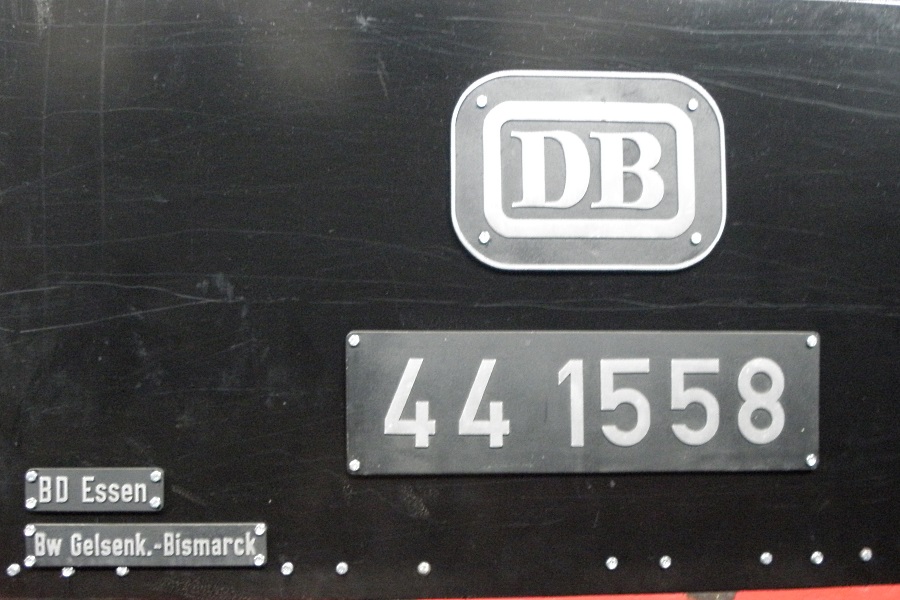 DB
44 1558
BD Essen
Bw Gelsenk.-Bismarck